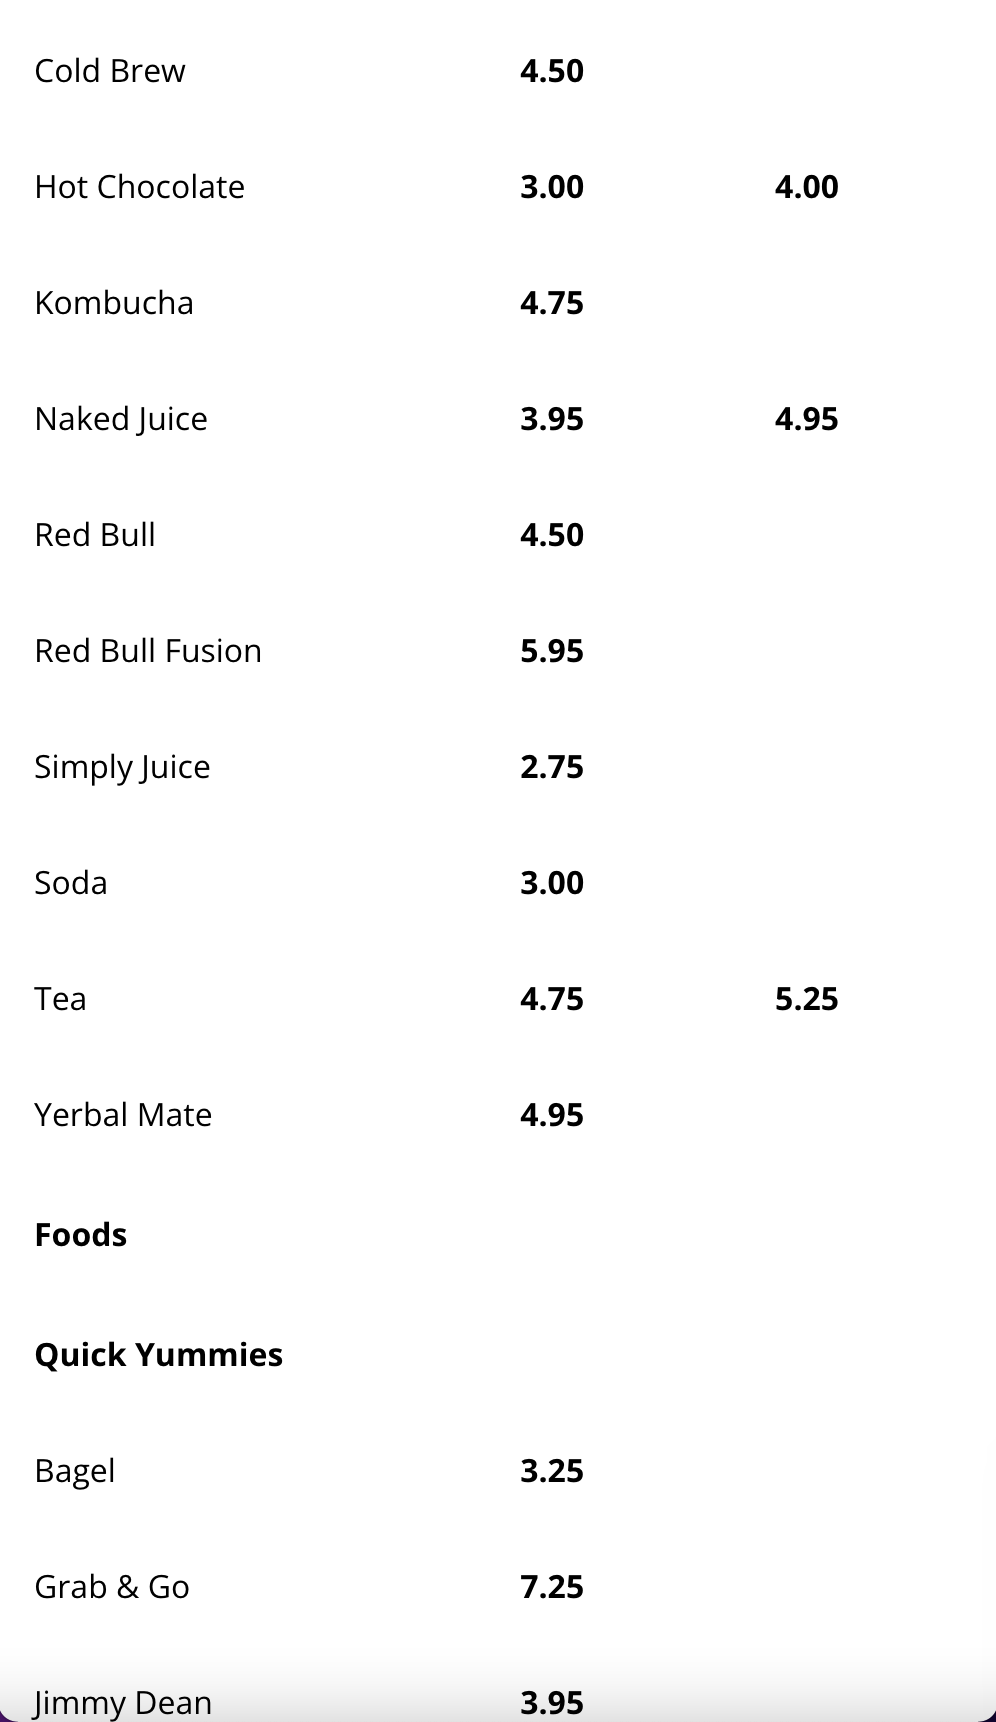 Cold Brew 4.50
Hot Chocolate 3.00 4.00
Kombucha 4.75
Naked Juice 3.95 4.95
Red Bull 4.50
Red Bull Fusion 5.95
Simply Juice 2.75
Soda 3.00
Tea 4.75 5.25
Yerbal Mate 4.95
Foods
Quick Yummies
Bagel 3.25
Grab & Go 7.25
Jimmy Dean 3.95